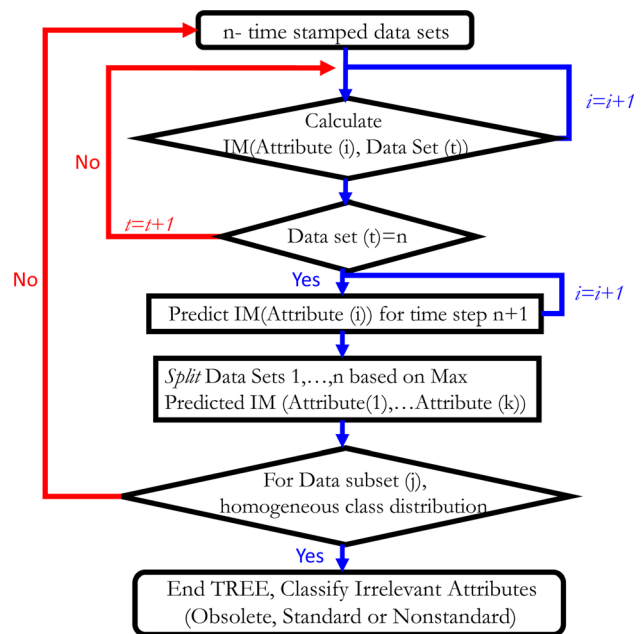 n- time stamped data sets
i=i+1
Calculate
IM(Attribute (i), Data Set (t))
No
t=t+1
Data set (t)=n
No
Yes
i=i+1
Predict IM(Attribute (i)) for time step n+1
Split Data Sets 1,…,n based on Max
Predicted IM (Attribute(1),…Attribute (k))
For Data subset (j),
homogeneous class distribution
Yes
End TREE, Classify Irrelevant Attributes
(Obsolete, Standard or Nonstandard)